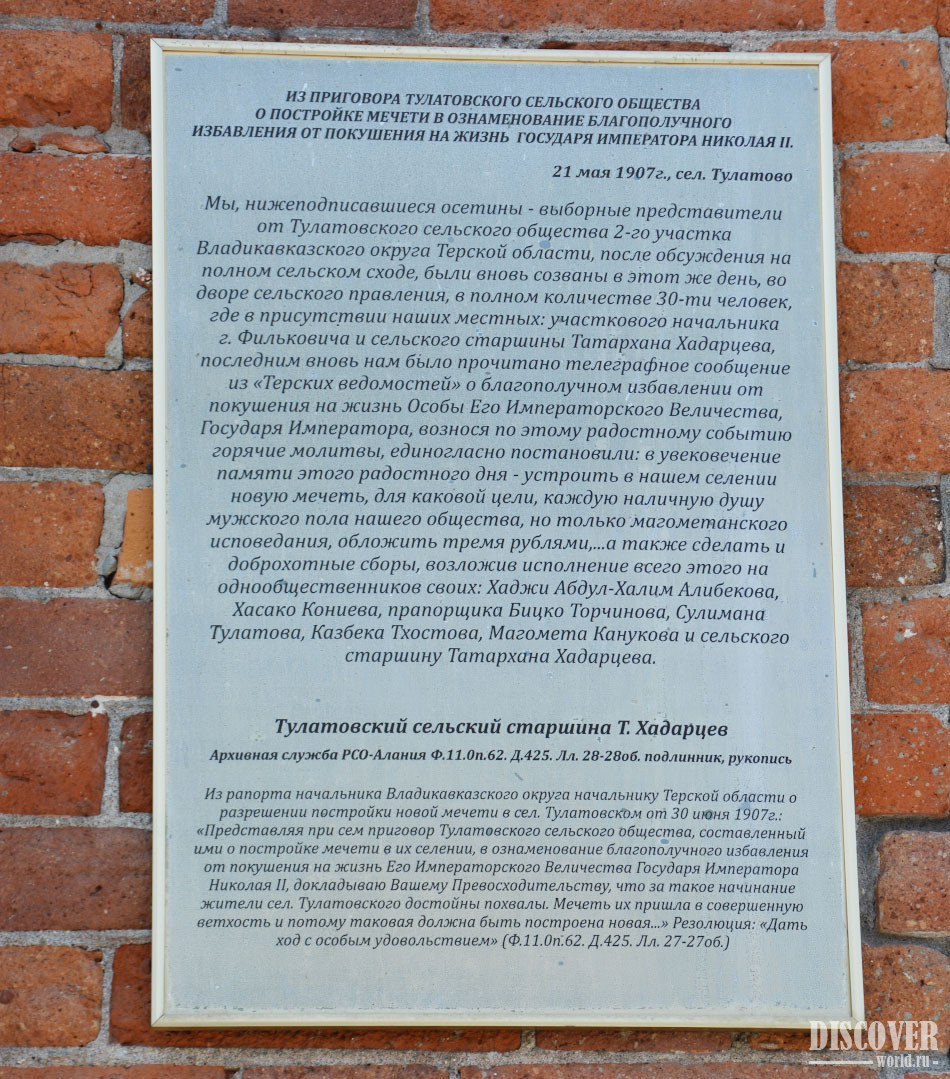 ИЗ ПРИГОВОРА ТУЛАТОВСКОГО СЕЛЬСКОГО ОБЩЕСТВА
О ПОСТРОЙКЕ МЕЧЕТИ В ОЗНАМЕНОВАНИЕ БЛАГОПОЛУЧНОГО
ИЗБАВЛЕНИЯ ОТ ПОКУШЕНИЯ НА ЖИЗНЬ ГОСУДАРЯ ИМПЕРАТОРА НИКОЛАЯ II.
21 мая 1907г., сел. Тулатово
Мы, нижеподписавшиеся осетины - выборные представители
от Тулатовского сельского общества 2-го участка
Владикавказского округа Терской области, после обсуждения на
полном сельском сходе, были вновь созваны в этот же день, во
дворе сельского правления, в полном количестве 30-ти человек,
где в присутствии наших местных: участкового начальника
г. Фильковича и сельского старшины Татархана Хадарцева,
последним вновь нам было прочитано телеграфное сообщение
из «Терских ведомостей» о благополучном избавлении от
покушения на жизнь Особы Его Императорского Величества,
Государя Императора, вознося по этому радостному событию
горячие молитвы, единогласно постановили: в увековечение
памяти этого радостного дня - устроить в нашем селении
новую мечеть, для каковой цели, каждую наличную душу
мужского пола нашего общества, но только магометанского
исповедания, обложить тремя рублями,...а также сделать и
доброхотные сборы, возложив исполнение всего этого на
однообщественников своих: Хаджи Абдул-Халим Алибекова,
Хасако Кониева, прапорщика Бицко Торчинова, Сулимана
Тулатова, Казбека Тхостова, Магомета Канукова и сельского
старшину Татархана Хадарцева.
Тулатовский сельский старшина Т. Хадарцев
Архивная служба РСО-Алания Ф.11.Оп.62. Д.425. Лл. 28-28об. подлинник, рукопись
Из рапорта начальника Владикавказского округа начальнику Терской области о
разрешении постройки новой мечети в сел. Тулатовском от 30 июня 1907г.:
«Представляя при сем приговор Тулатовского сельского общества, составленный
ими о постройке мечети в их селении, в ознаменование благополучного избавления
от покушения на жизнь Его Императорского Величества Государя Императора
Николая II, докладываю Вашему Превосходительству, что за такое начинание
жители сел. Тулатовского достойны похвалы. Мечеть их пришла в совершенную
ветхость и потому таковая должна быть построена новая...» Резолюция: «Дать
ход с особым удовольствием» (Ф.11.Оп.62. Д.425. Лл. 27-27об.)
DISCOVER
world.ru